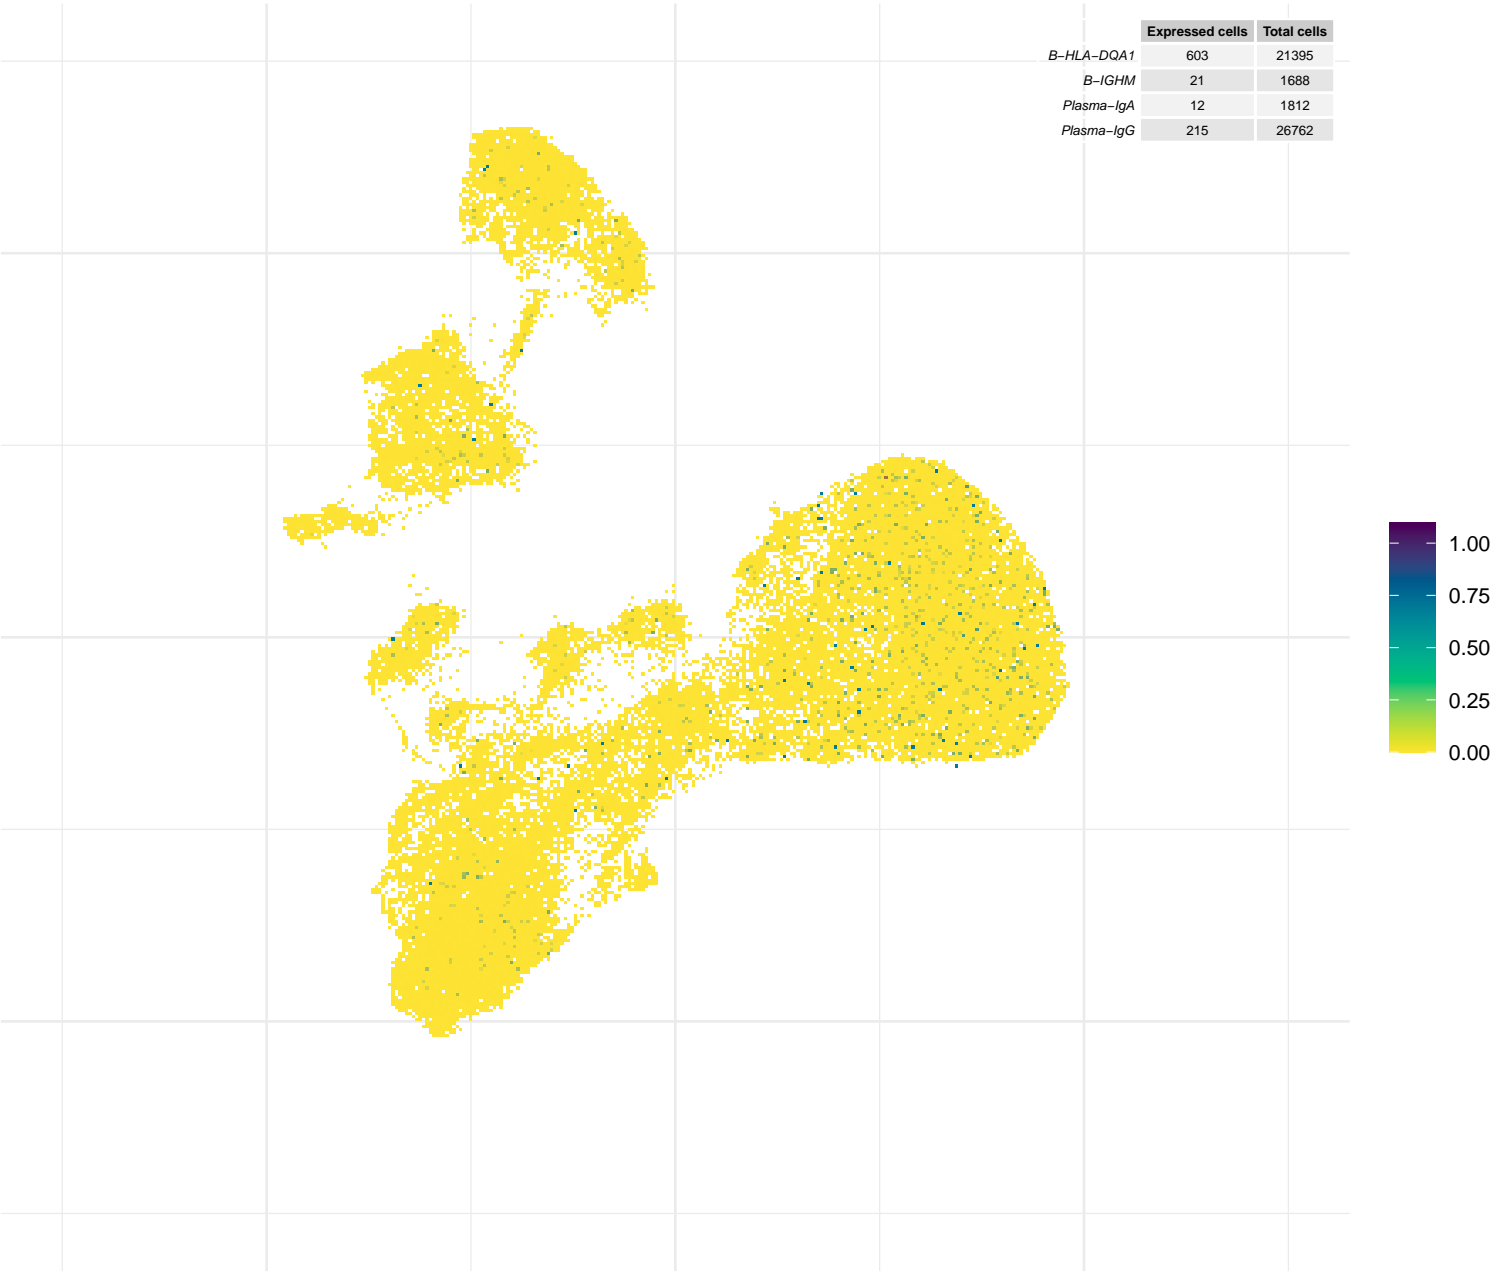 Expressed cells Total cells
B−HLA−DQA1 603 21395
B−IGHM 21 1688
Plasma−IgA 12 1812
Plasma−IgG 215 26762
1.00
0.75
0.50
0.25
0.00